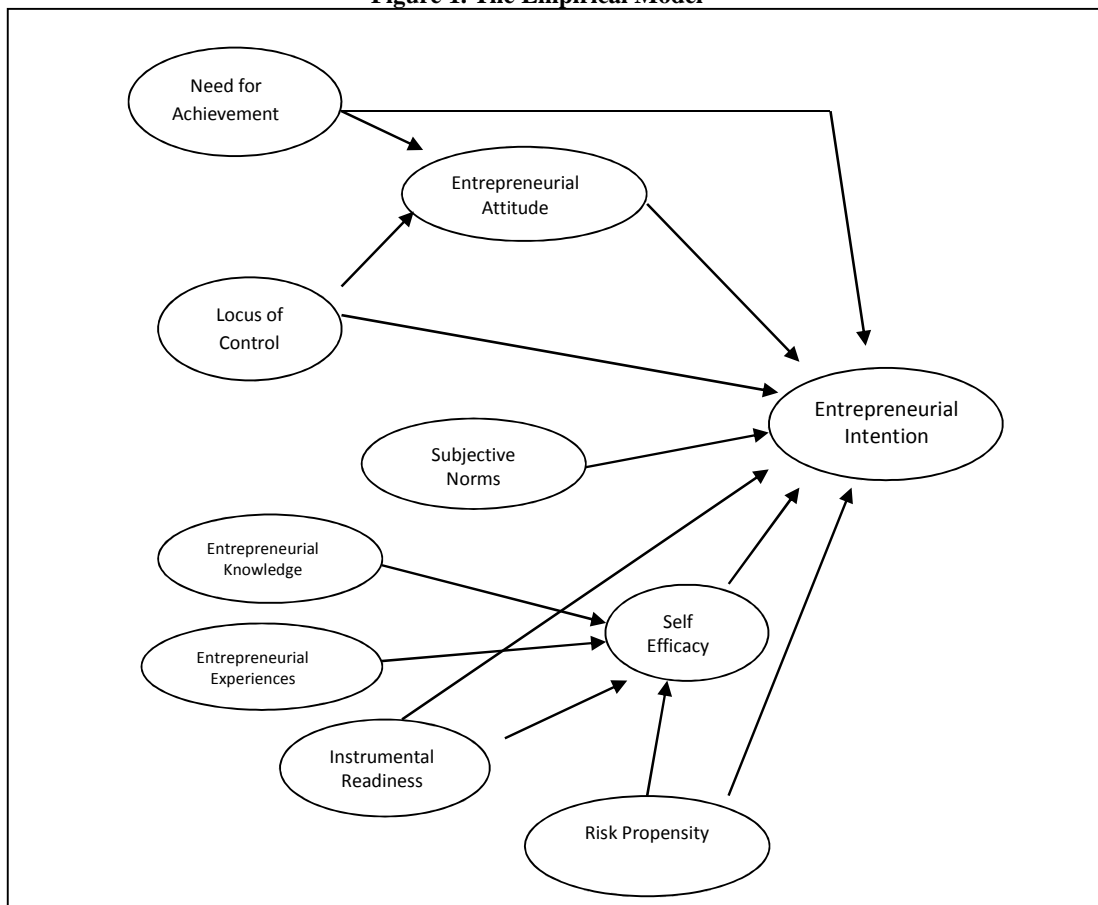 Figure 1. The Empirical Model
Need for
Achievement
Entrepreneurial
Attitude
Locus of
Control
Entrepreneurial
Intention
Subjective
Norms
Entrepreneurial
Knowledge
Self
Efficacy
Entrepreneurial
Experiences
Instrumental
Readiness
Risk Propensity